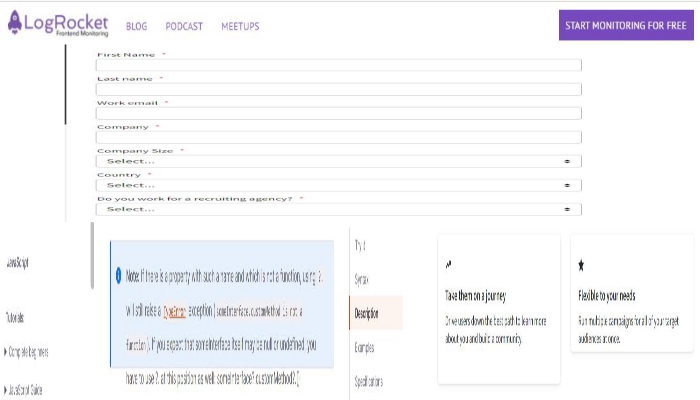 LogRocket
Frontend Monitoring
BLOG
PODCAST
MEETUPS
START MONITORING FOR FREE
First Name *
Last name *
Work email *
Company *
Company Size *
Select...
Country *
Select...
Do you work for a recruiting agency? *
Select...
JavaScript
Tutorials
Complete beginners
JavaScript Guide
Note: If there is a property with such a name and which is not a function, using ?.
will still raise a TypeError exception (someInterface.customMethod is not a
function). If you expect that someInterface itself may be null or undefined, you
have to use ?. at this position as well: someInterface?.customMethod?.()
Try it
Syntax
Description
Examples
Specifications
Take them on a journey
Drive users down the best path to learn more
about you and build a community.
Flexible to your needs
Run multiple campaigns for all of your target
audiences at once.